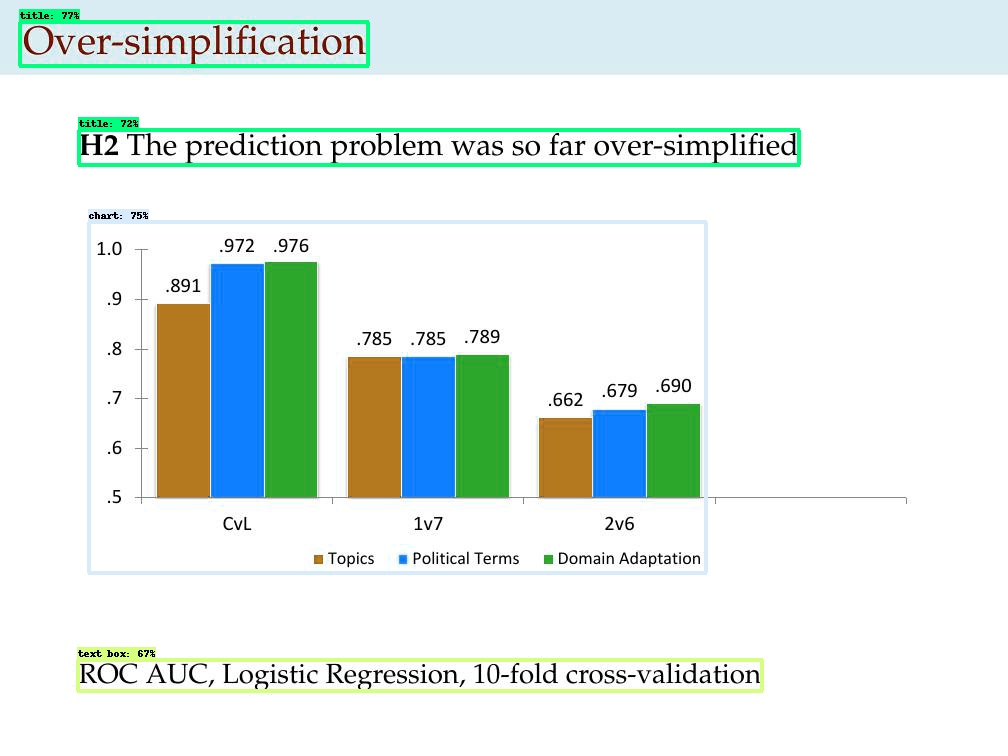 title: 77%
Over-simplification
title: 72%
H2 The prediction problem was so far over-simplified
chart: 75%
1.0
.9
.8
.7
.6
.5
.891
.972
.976
.785
.785
.789
.662
.679
.690
CvL
1v7
2v6
Topics
Political Terms
Domain Adaptation
text box: 67%
ROC AUC, Logistic Regression, 10-fold cross-validation